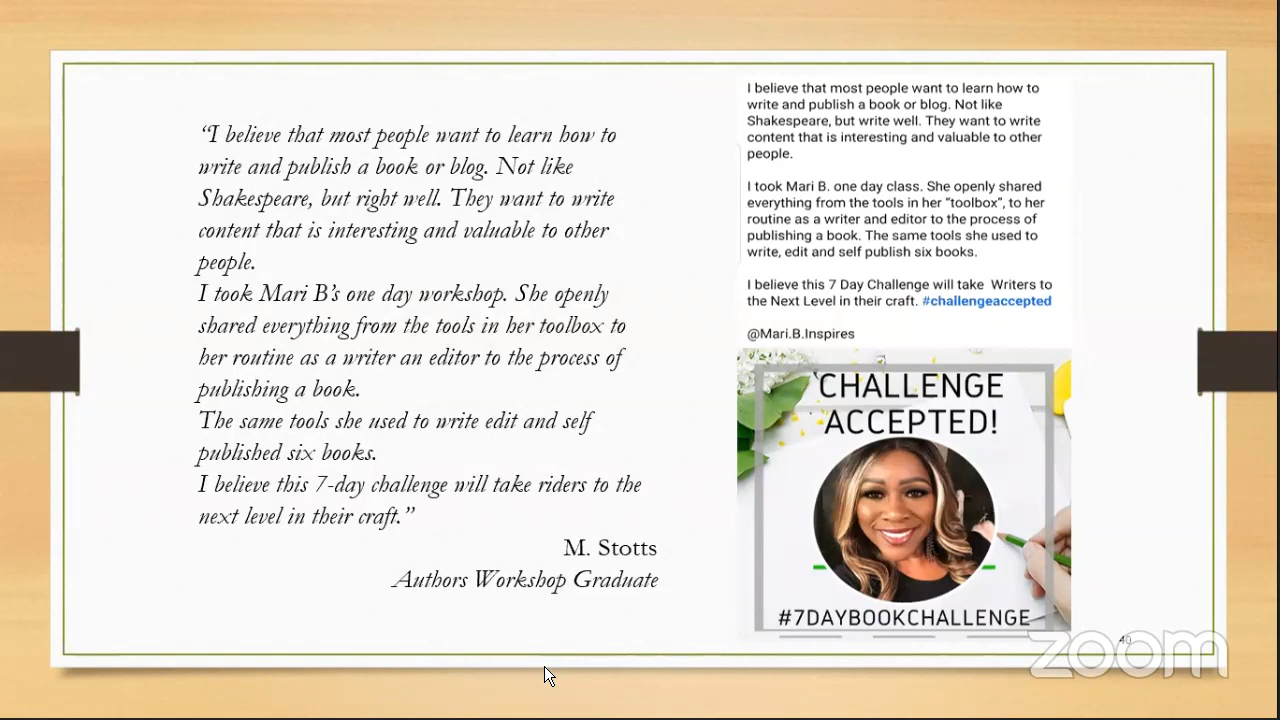 “I believe that most people want to learn how to
write and publish a book or blog. Not like
Shakespeare, but right well. They want to write
content that is interesting and valuable to other
people.
I took Mari B’s one day workshop. She openly
shared everything from the tools in her toolbox to
her routine as a writer an editor to the process of
publishing a book.
The same tools she used to write edit and self
published six books.
I believe this 7-day challenge will take riders to the
next level in their craft.”
M. Stotts
Authors Workshop Graduate
I believe that most people want to learn how to
write and publish a book or blog. Not like
Shakespeare, but write well. They want to write
content that is interesting and valuable to other
people.
I took Mari B. one day class. She openly shared
everything from the tools in her “toolbox”, to her
routine as a writer and editor to the process of
publishing a book. The same tools she used to
write, edit and self publish six books.
I believe this 7 Day Challenge will take Writers to
the Next Level in their craft. #challengeaccepted
@Mari.B.Inspires
CHALLENGE
ACCEPTED!
#7DAYBOOKCHALLENGE
40
zoom